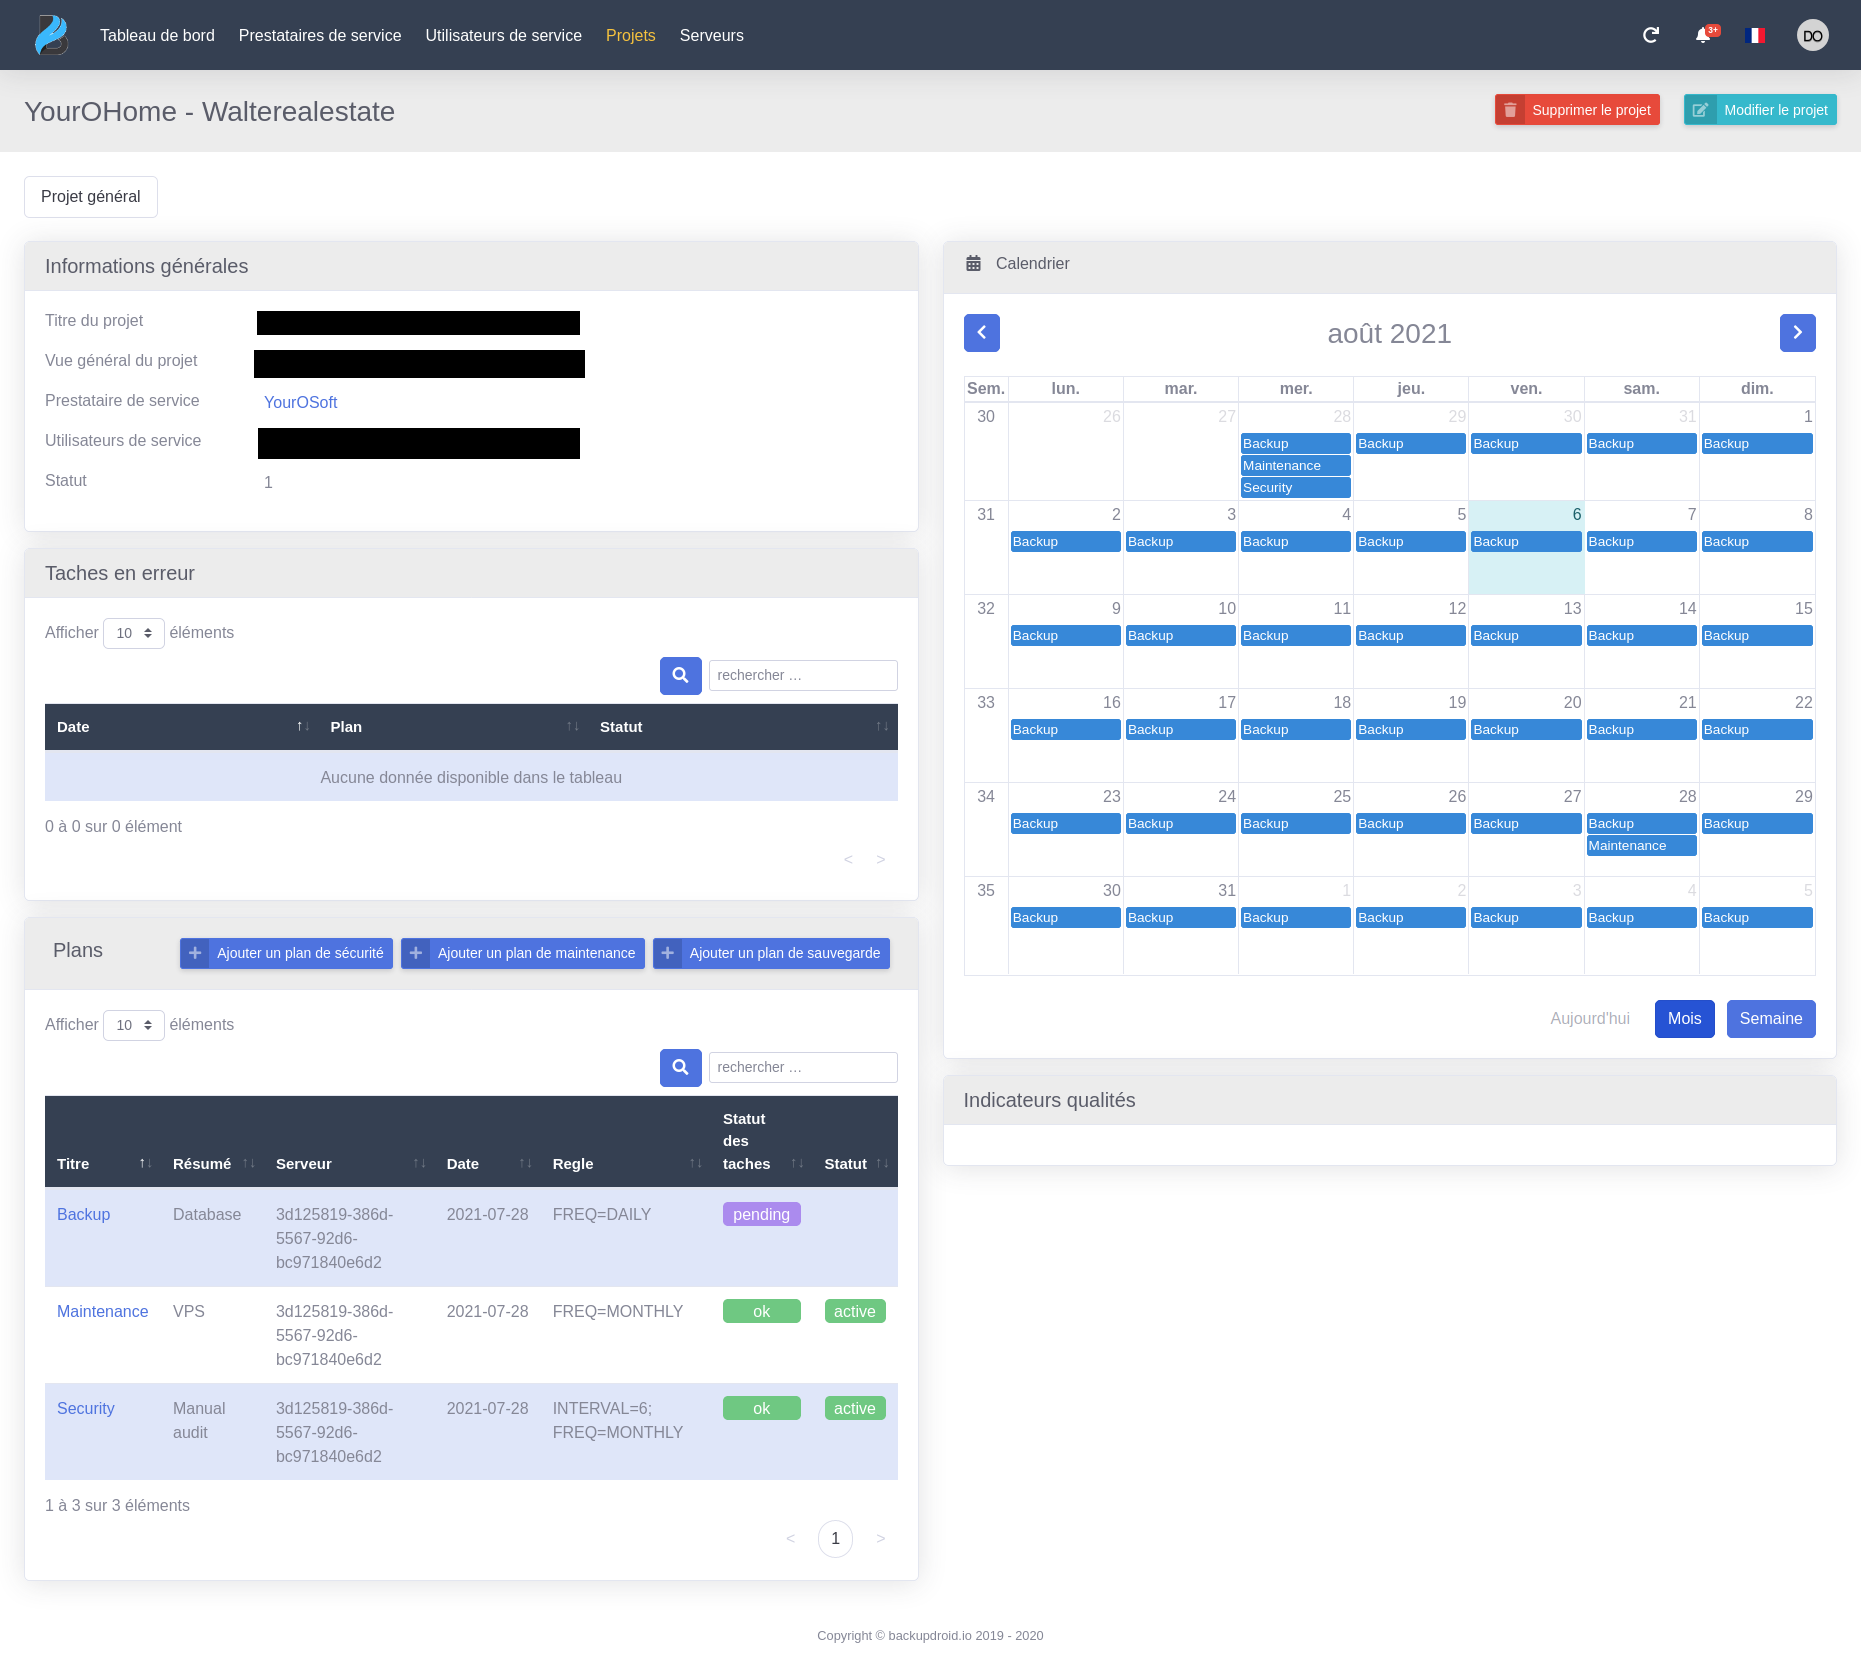 Tableau de bord Prestataires de service Utilisateurs de service Projets Serveurs 3+ DO
YourOHome - Walterealestate
Supprimer le projet Modifier le projet
Projet général
Informations générales
Titre du projet
Vue général du projet
Prestataire de service YourOSoft
Utilisateurs de service
Statut 1
Taches en erreur
Afficher 10 éléments
rechercher …
Date ↑↓ Plan ↑↓ Statut ↑↓
Aucune donnée disponible dans le tableau
0 à 0 sur 0 élément
< >
Plans
Ajouter un plan de sécurité Ajouter un plan de maintenance Ajouter un plan de sauvegarde
Afficher 10 éléments
rechercher …
Titre ↑↓ Résumé ↑↓ Serveur ↑↓ Date ↑↓ Regle ↑↓ Statut des taches ↑↓ Statut ↑↓
Backup Database 3d125819-386d- 2021-07-28 FREQ=DAILY pending
5567-92d6-
bc971840e6d2
Maintenance VPS 3d125819-386d- 2021-07-28 FREQ=MONTHLY ok active
5567-92d6-
bc971840e6d2
Security Manual 3d125819-386d- 2021-07-28 INTERVAL=6; ok active
audit 5567-92d6- FREQ=MONTHLY
bc971840e6d2
1 à 3 sur 3 éléments
< 1 >
Calendrier
août 2021
Sem. lun. mar. mer. jeu. ven. sam. dim.
30 26 27 28 29 30 31 1
Backup Backup Backup Backup Backup
Maintenance
Security
31 2 3 4 5 6 7 8
Backup Backup Backup Backup Backup Backup Backup
32 9 10 11 12 13 14 15
Backup Backup Backup Backup Backup Backup Backup
33 16 17 18 19 20 21 22
Backup Backup Backup Backup Backup Backup Backup
34 23 24 25 26 27 28 29
Backup Backup Backup Backup Backup Backup Backup
Maintenance
35 30 31 1 2 3 4 5
Backup Backup Backup Backup Backup Backup Backup
Aujourd'hui Mois Semaine
Indicateurs qualités
Copyright © backupdroid.io 2019 - 2020